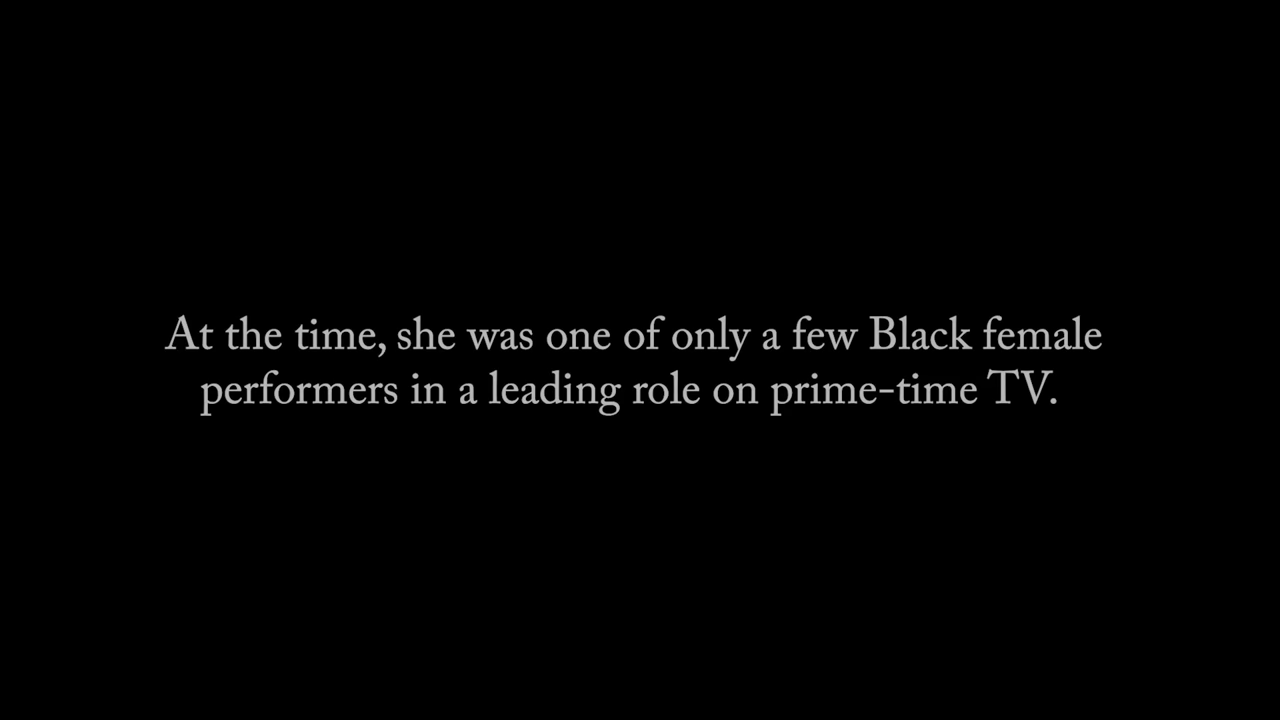 At the time, she was one of only a few Black female
performers in a leading role on prime-time TV.